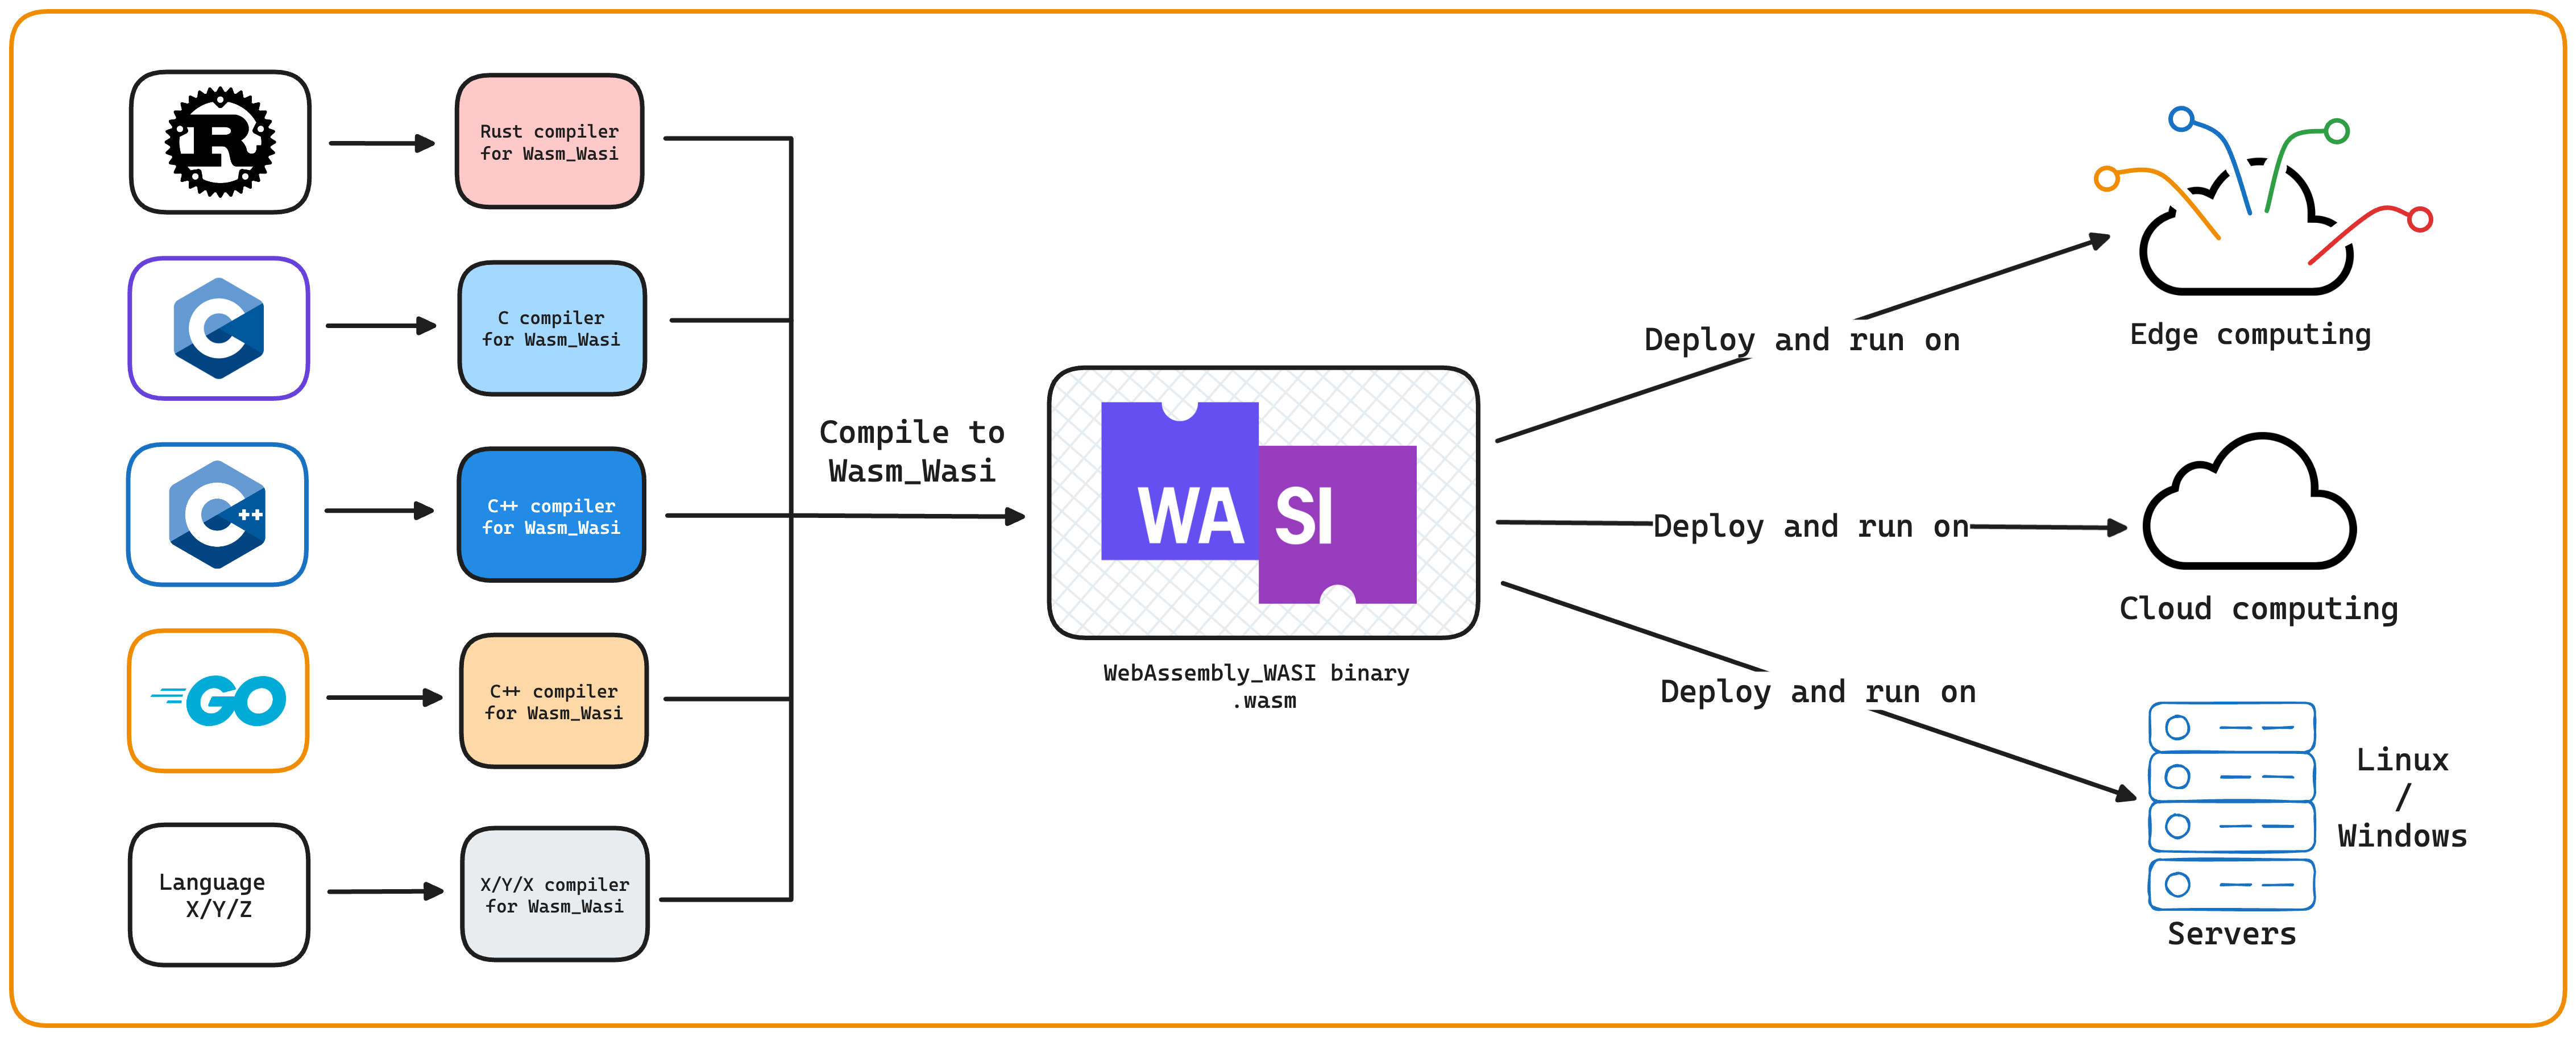 Rust compiler
for Wasm_Wasi
C
C compiler
for Wasm_Wasi
C++
C++ compiler
for Wasm_Wasi
GO
C++ compiler
for Wasm_Wasi
Language
X/Y/Z
X/Y/X compiler
for Wasm_Wasi
Compile to
Wasm_Wasi
WASI
WebAssembly_WASI binary
.wasm
Deploy and run on
Edge computing
Deploy and run on
Cloud computing
Deploy and run on
Linux
/
Windows
Servers
R